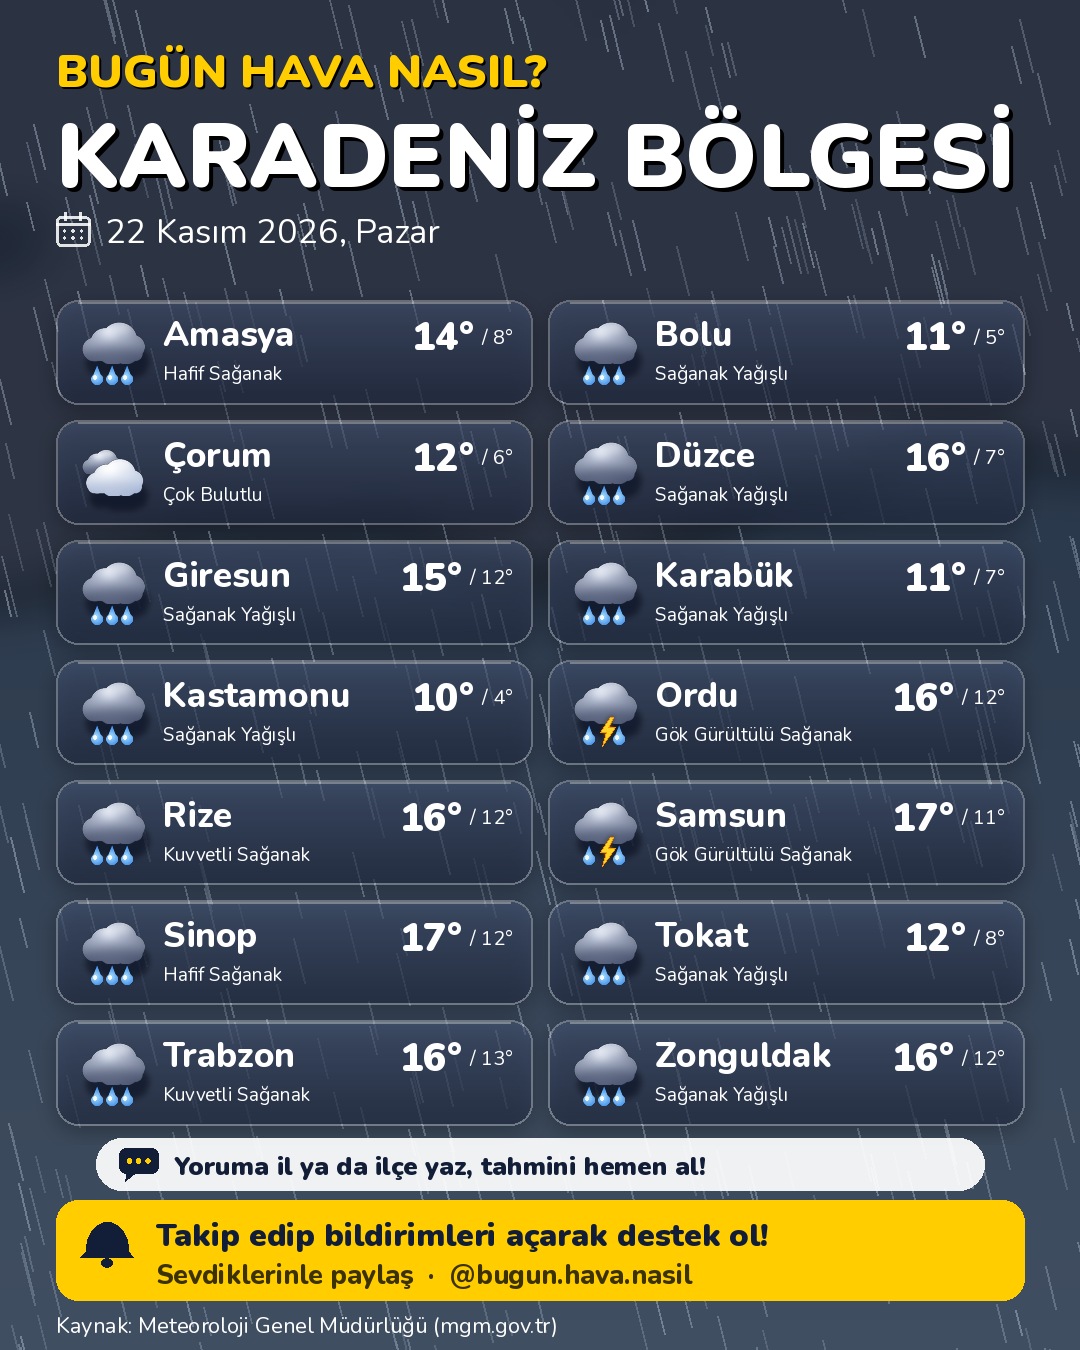 BUGÜN HAVA NASIL?
KARADENİZ BÖLGESİ
22 Kasım 2026, Pazar
Amasya 14° / 8°
Hafif Sağanak
Bolu 11° / 5°
Sağanak Yağışlı
Çorum 12° / 6°
Çok Bulutlu
Düzce 16° / 7°
Sağanak Yağışlı
Giresun 15° / 12°
Sağanak Yağışlı
Karabük 11° / 7°
Sağanak Yağışlı
Kastamonu 10° / 4°
Sağanak Yağışlı
Ordu 16° / 12°
Gök Gürültülü Sağanak
Rize 16° / 12°
Kuvvetli Sağanak
Samsun 17° / 11°
Gök Gürültülü Sağanak
Sinop 17° / 12°
Hafif Sağanak
Tokat 12° / 8°
Sağanak Yağışlı
Trabzon 16° / 13°
Kuvvetli Sağanak
Zonguldak 16° / 12°
Sağanak Yağışlı
Yoruma il ya da ilçe yaz, tahmini hemen al!
Takip edip bildirimleri açarak destek ol!
Sevdiklerinle paylaş · @bugun.hava.nasil
Kaynak: Meteoroloji Genel Müdürlüğü (mgm.gov.tr)